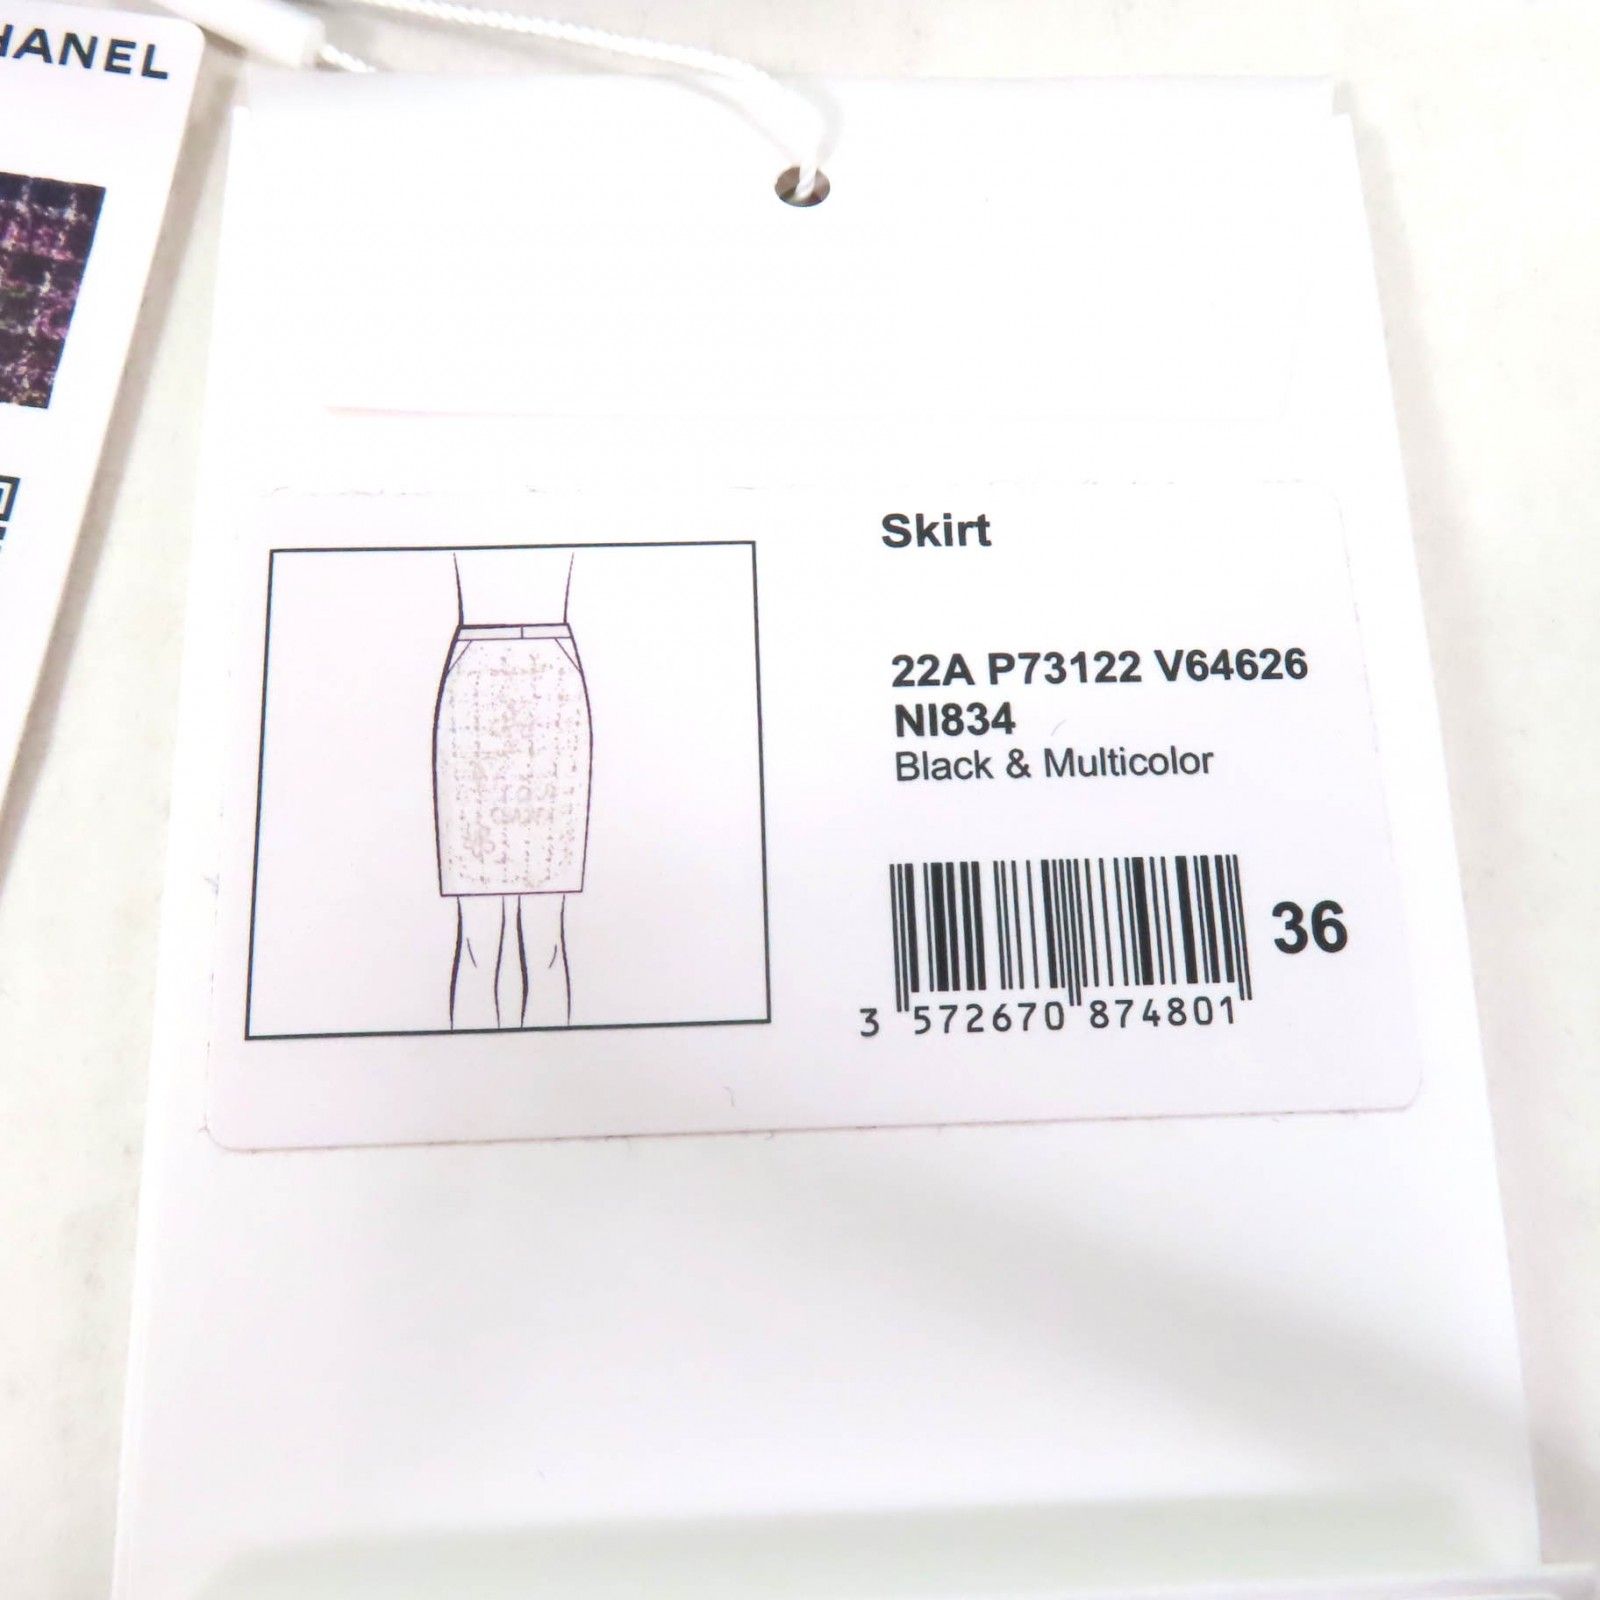 HANEL
Skirt
22A P73122 V64626
NI834
Black & Multicolor
36
3 572670 874801